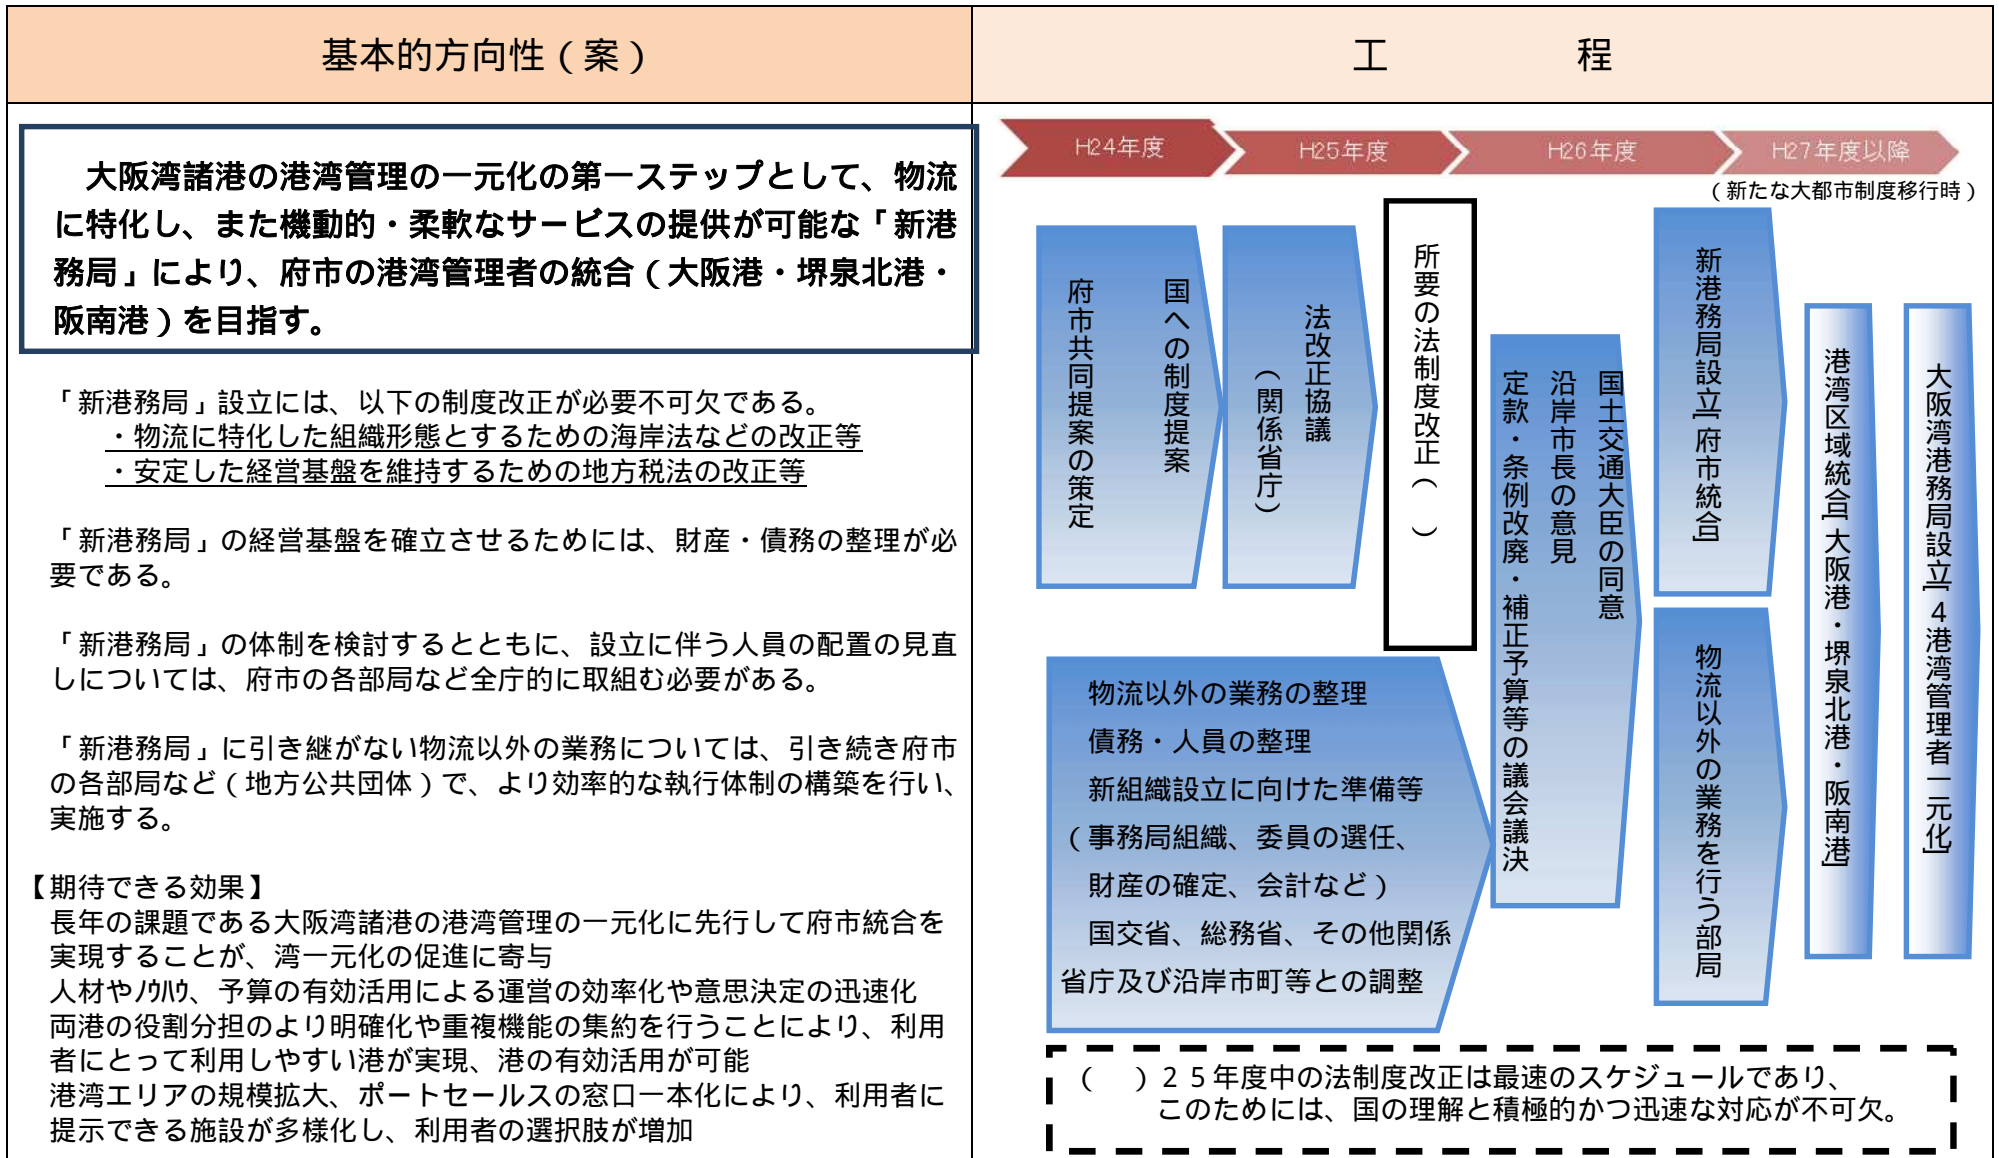 基本的方向性(案)
大阪湾諸港の港湾管理の一元化の第一ステップとして、物流
に特化し、また機動的・柔軟なサービスの提供が可能な「新港
務局」により、府市の港湾管理者の統合(大阪港・堺泉北港・
阪南港)を目指す。
「新港務局」設立には、以下の制度改正が必要不可欠である。
・物流に特化した組織形態とするための海岸法などの改正等
・安定した経営基盤を維持するための地方税法の改正等
「新港務局」の経営基盤を確立させるためには、財産・債務の整理が必
要である。
「新港務局」の体制を検討するとともに、設立に伴う人員の配置の見直
しについては、府市の各部局など全庁的に取組む必要がある。
「新港務局」に引き継がない物流以外の業務については、引き続き府市
の各部局など(地方公共団体)で、より効率的な執行体制の構築を行い、
実施する。
【期待できる効果】
長年の課題である大阪湾諸港の港湾管理の一元化に先行して府市統合を
実現することが、湾一元化の促進に寄与
人材やノウハウ、予算の有効活用による運営の効率化や意思決定の迅速化
両港の役割分担のより明確化や重複機能の集約を行うことにより、利用
者にとって利用しやすい港が実現、港の有効活用が可能
港湾エリアの規模拡大、ポートセールスの窓口一本化により、利用者に
提示できる施設が多様化し、利用者の選択肢が増加
工 程
H24年度
H25年度
H26年度
H27年度以降
(新たな大都市制度移行時)
国への制度提案
府市共同提案の策定
法改正協議
(関係省庁)
所要の法制度改正( )
国土交通大臣の同意
沿岸市長の意見
定款・条例改廃・補正予算等の議会議決
新港務局設立「府市統合」
物流以外の業務を行う部局
港湾区域統合「大阪港・堺泉北港・阪南港」
大阪湾港務局設立「4港湾管理者一元化」
物流以外の業務の整理
債務・人員の整理
新組織設立に向けた準備等
(事務局組織、委員の選任、
財産の確定、会計など)
国交省、総務省、その他関係
省庁及び沿岸市町等との調整
( )25年度中の法制度改正は最速のスケジュールであり、
このためには、国の理解と積極的かつ迅速な対応が不可欠。